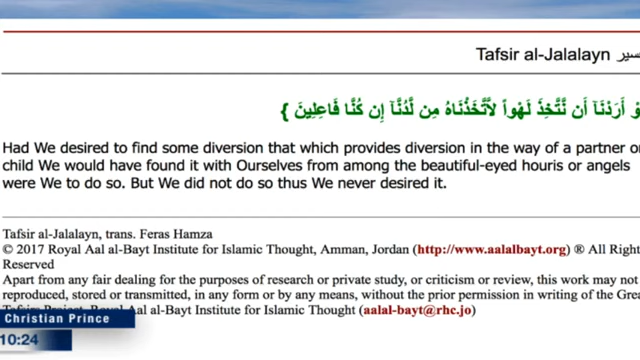 Tafsir al-Jalalayn
أَرَدْنَآ أَن نَّتَّخِذَ لَهْواً لاَّتَّخَذْنَاهُ مِن لَّدُنَّآ إِن كُنَّا فَاعِلِينَ }
Had We desired to find some diversion that which provides diversion in the way of a partner or
child We would have found it with Ourselves from among the beautiful-eyed houris or angels
were We to do so. But We did not do so thus We never desired it.
Tafsir al-Jalalayn, trans. Feras Hamza
© 2017 Royal Aal al-Bayt Institute for Islamic Thought, Amman, Jordan (http://www.aalalbayt.org) ® All Rights
Reserved
Apart from any fair dealing for the purposes of research or private study, or criticism or review, this work may not
reproduced, stored or transmitted, in any form or by any means, without the prior permission in writing of the
al al-Bayt Institute for Islamic Thought (aalal-bayt@rhc.jo)
Christian Prince
10:24